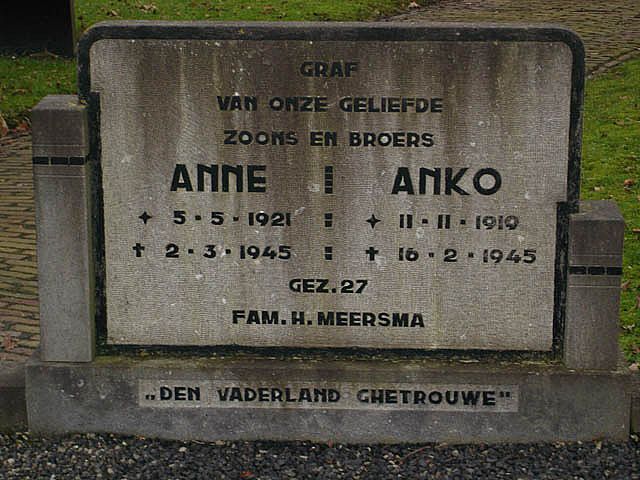 GRAF
VAN ONZE GELIEFDE
ZOONS EN BROERS
ANNE : ANKO
✦ 5-5-1921 : ✦ 11-11-1919
✝ 2-3-1945 : ✝ 16-2-1945
GEZ. 27
FAM. H. MEERSMA
„DEN VADERLAND GHETROUWE"